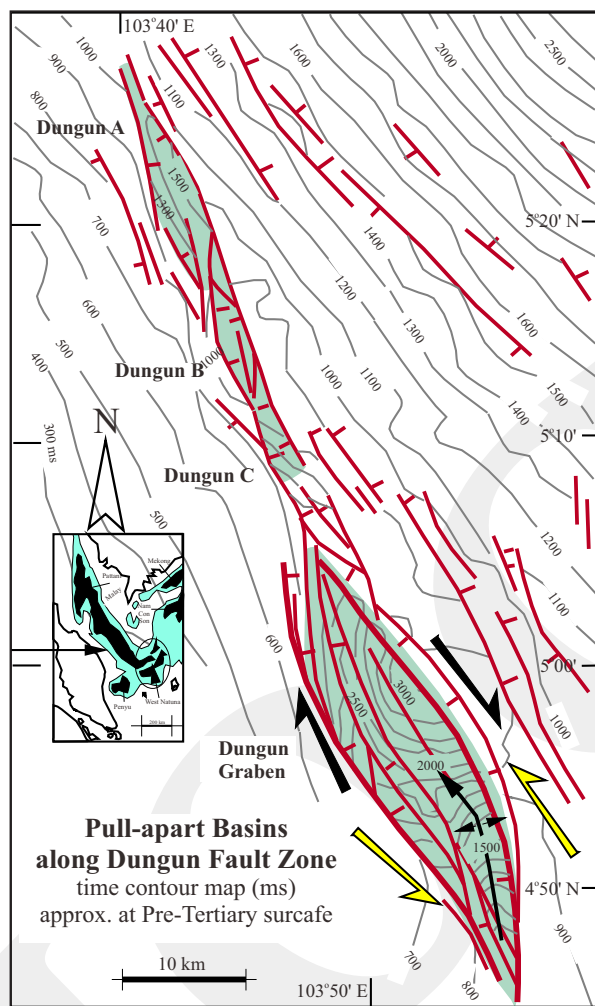 103°40' E
1000
900
800
1100
1300
1600
2000
2500
Dungun A
1500
1300
700
5°20' N
600
1400
1200
1600
500
400
1300
Dungun B
1000
1000
1100
1500
1400
N
Dungun C
5°10' N
300 ms
500
1200
Mekong
Pattani
Malay
Nam
Con
Son
West Natuna
Penyu
200 km
600
1100
5°00' N
3000
2500
1000
Dungun
Graben
2000
1500
Pull-apart Basins
along Dungun Fault Zone
time contour map (ms)
approx. at Pre-Tertiary surcafe
4°50' N
900
10 km
700
800
103°50' E